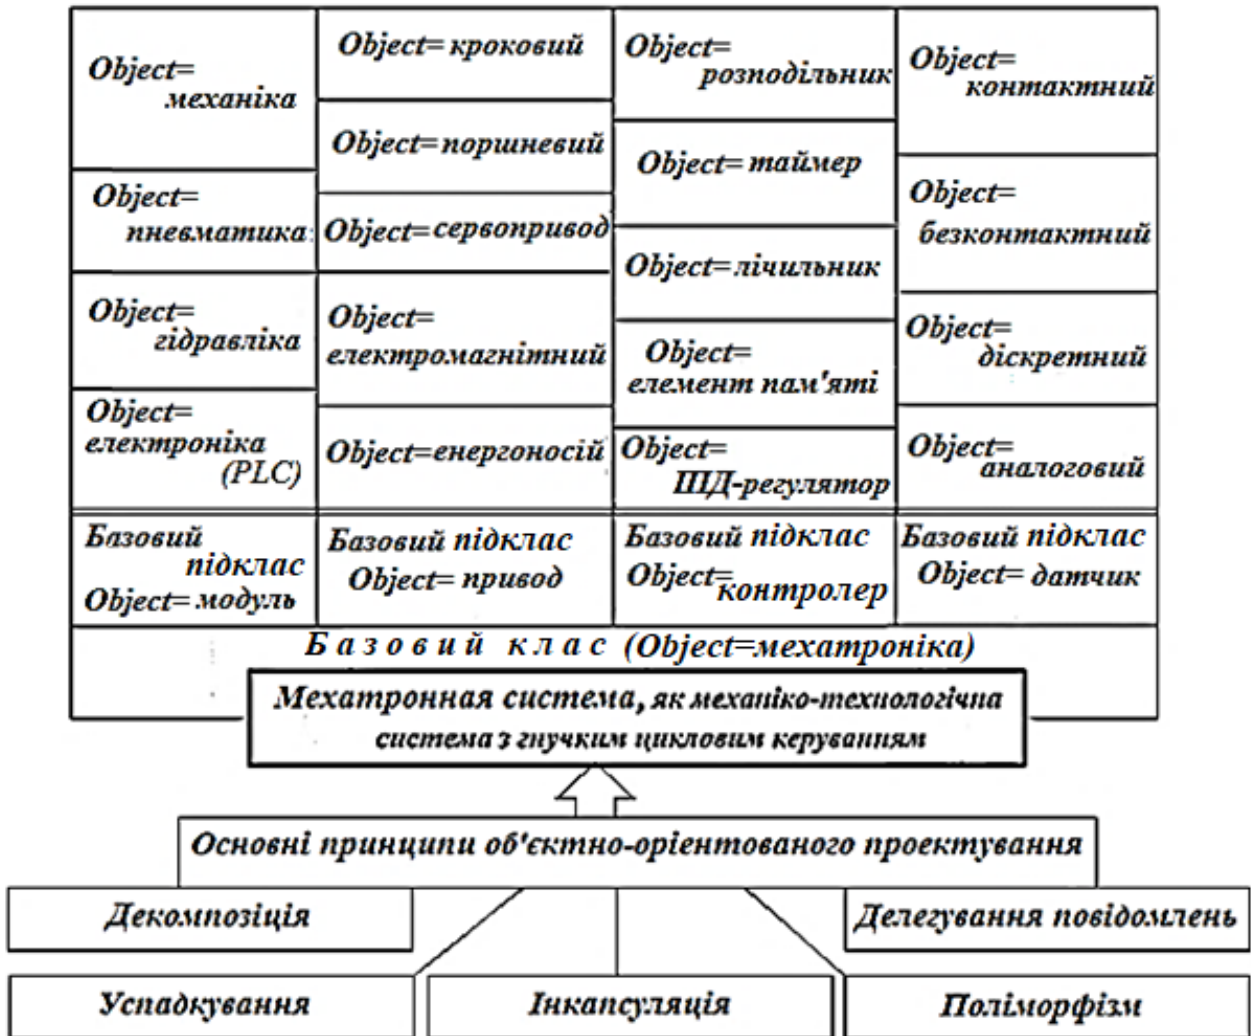 Object=
механіка
Object=
пневматика
Object=
гідравліка
Object=
електроніка
(PLC)
Базовий
підклас
Object= модуль
Object= кроковий
Object= поршневий
Object= сервопривод
Object=
електромагнітний
Object=енергоносій
Базовий підклас
Object= привод
Object=
розподільник
Object= таймер
Object=лічильник
Object=
елемент пам'яті
Object=
ПІД-регулятор
Базовий підклас
Object=контролер
Object=
контактний
Object=
безконтактний
Object=
діскретний
Object=
аналоговий
Базовий підклас
Object= датчик
Базовий клас (Object=мехатроніка)
Мехатронная система, як механіко-технологічна
система з гнучким цикловим керуванням
Основні принципи об'єктно-орієнтованого проектування
Декомпозіція
Делегування повідомлень
Успадкування
Інкапсуляція
Поліморфізм